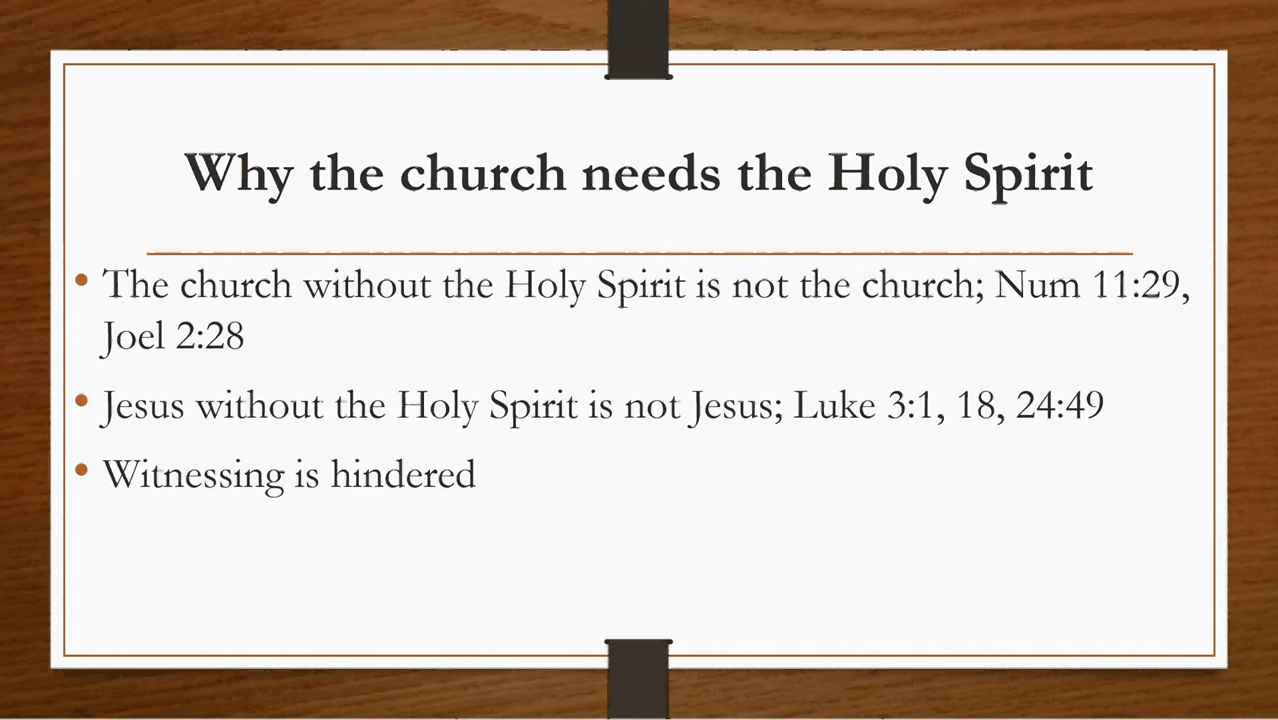 Why the church needs the Holy Spirit
• The church without the Holy Spirit is not the church; Num 11:29,
Joel 2:28
• Jesus without the Holy Spirit is not Jesus; Luke 3:1, 18, 24:49
• Witnessing is hindered